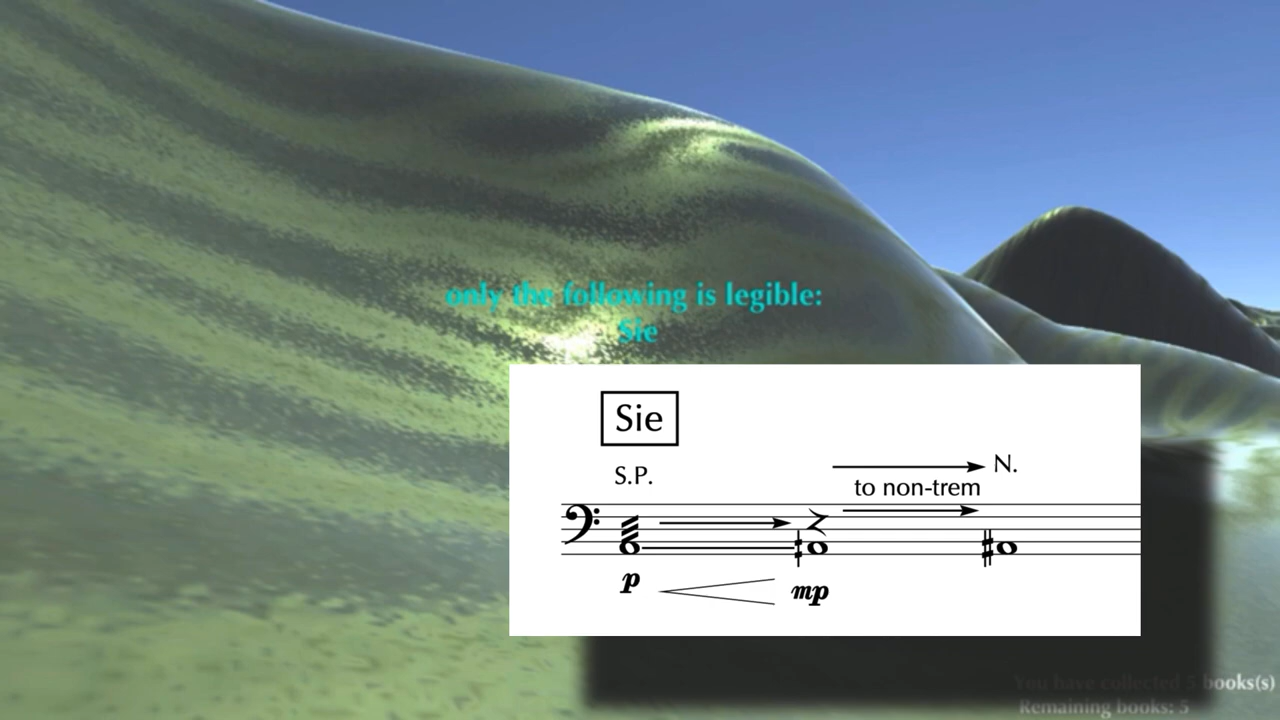 only the following is legible:
Sie
Sie
S.P.
N.
to non-trem
p
mp
You have collected 5 books(s)
Remaining books: 5